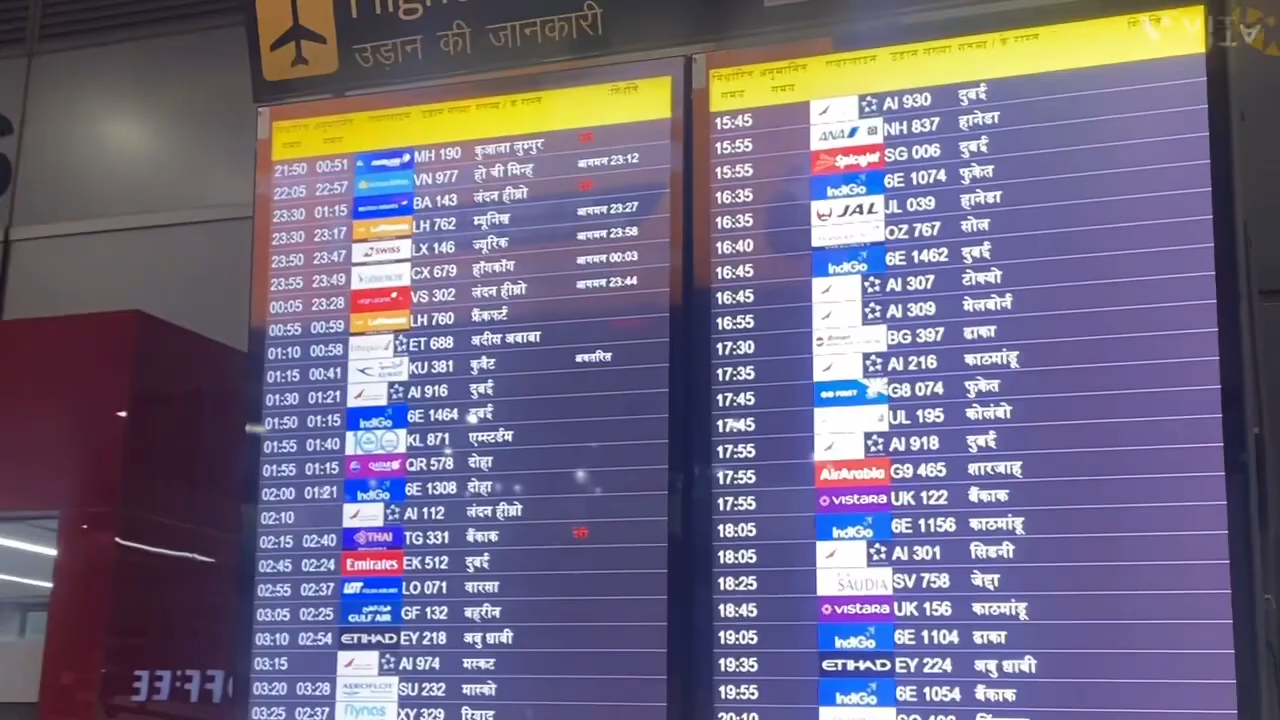 उड़ान की जानकारी
21:50 00:51 MH 190 कुआला लुम्पुर
22:05 22:57 VN 977 हो ची मिन्ह आगमन 23:12
23:30 01:15 BA 143 लंदन हीथ्रो
23:30 23:17 Lufthansa LH 762 म्यूनिख आगमन 23:27
23:50 23:47 SWISS LX 146 ज्यूरिक आगमन 23:58
23:55 23:49 CX 679 हॉगकॉग आगमन 00:03
00:05 23:28 VS 302 लंदन हीथ्रो आगमन 23:44
00:55 00:59 Lufthansa LH 760 फ्रैंकफर्ट
01:10 00:58 Ethiopian ET 688 अदीस अबाबा
01:15 00:41 KUWAIT KU 381 कुवैट अवतरित
01:30 01:21 AI 916 दुबई
01:50 01:15 IndiGo 6E 1464 दुबई
01:55 01:40 100 KL 871 एम्स्टर्डम
01:55 01:15 QATAR QR 578 दोहा
02:00 01:21 IndiGo 6E 1308 दोहा
02:10 AI 112 लंदन हीथ्रो
02:15 02:40 THAI TG 331 बैंकाक देरी
02:45 02:24 Emirates EK 512 दुबई
02:55 02:37 LOT LO 071 वारसा
03:05 02:25 GULF AIR GF 132 बहरीन
03:10 02:54 ETIHAD EY 218 अबु धाबी
03:15 AI 974 मस्कट
03:20 03:28 AEROFLOT SU 232 मास्को
03:25 02:37 flynas XY 329 रियाद
15:45 AI 930 दुबई
15:55 ANA NH 837 हानेडा
15:55 Spicejet SG 006 दुबई
16:35 IndiGo 6E 1074 फुकेत
16:35 JAL JL 039 हानेडा
16:40 OZ 767 सोल
16:45 IndiGo 6E 1462 दुबई
16:45 AI 307 टोक्यो
16:55 AI 309 मेलबोर्न
17:30 BG 397 ढाका
17:35 AI 216 काठमांडू
17:45 GO FIRST G8 074 फुकेत
17:45 UL 195 कोलंबो
17:55 AI 918 दुबई
17:55 AirArabia G9 465 शारजाह
17:55 VISTARA UK 122 बैंकाक
18:05 IndiGo 6E 1156 काठमांडू
18:05 AI 301 सिडनी
18:25 SAUDIA SV 758 जेद्दा
18:45 VISTARA UK 156 काठमांडू
19:05 IndiGo 6E 1104 ढाका
19:35 ETIHAD EY 224 अबु धाबी
19:55 IndiGo 6E 1054 बैंकाक
20:10